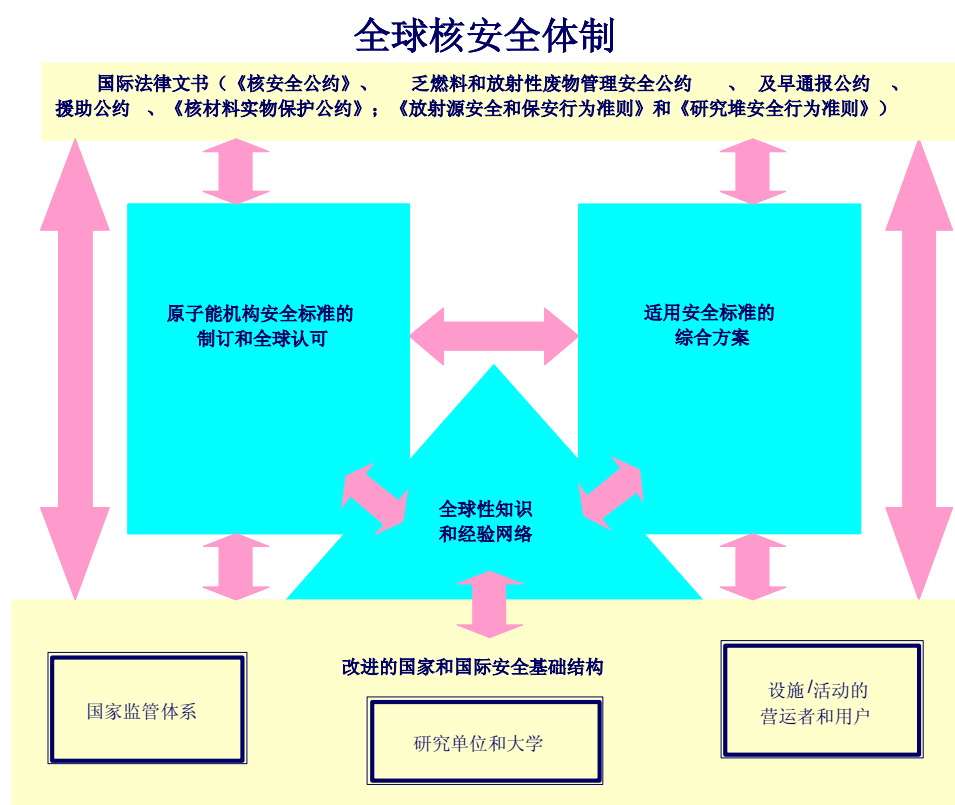 全球核安全体制
国际法律文书（《核安全公约》、 乏燃料和放射性废物管理安全公约 、 及早通报公约 、
援助公约 、《核材料实物保护公约》；《放射源安全和保安行为准则》和《研究堆安全行为准则》）
原子能机构安全标准的
制订和全球认可
适用安全标准的
综合方案
全球性知识
和经验网络
改进的国家和国际安全基础结构
国家监管体系
研究单位和大学
设施/活动的
营运者和用户